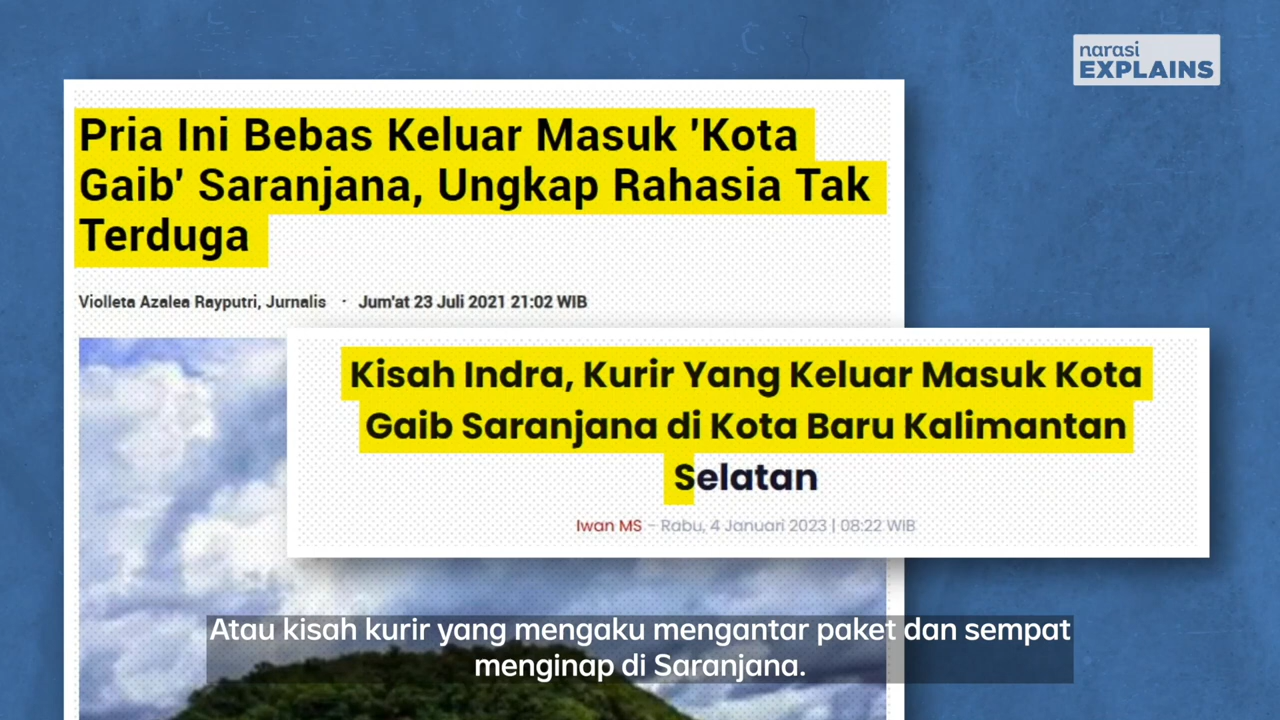 narasi
EXPLAINS
Pria Ini Bebas Keluar Masuk 'Kota
Gaib' Saranjana, Ungkap Rahasia Tak
Terduga
Violleta Azalea Rayputri, Jurnalis · Jum'at 23 Juli 2021 21:02 WIB
Kisah Indra, Kurir Yang Keluar Masuk Kota
Gaib Saranjana di Kota Baru Kalimantan
Selatan
Iwan MS - Rabu, 4 Januari 2023 | 08:22 WIB
Atau kisah kurir yang mengaku mengantar paket dan sempat
menginap di Saranjana.